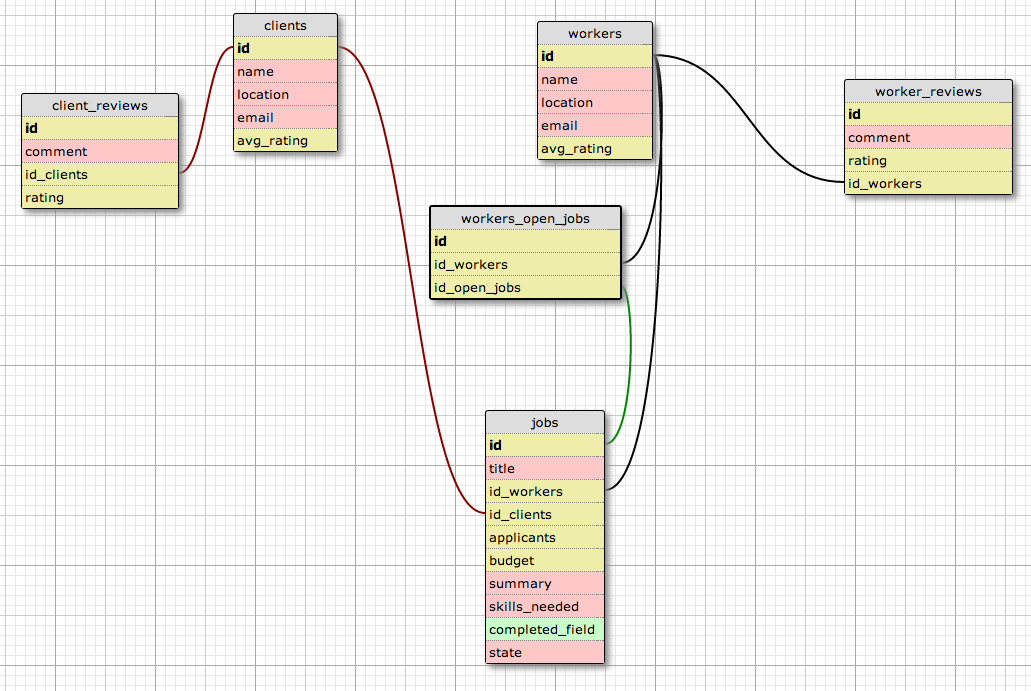 clients
id
name
location
email
avg_rating
workers
id
name
location
email
avg_rating
client_reviews
id
comment
id_clients
rating
worker_reviews
id
comment
rating
id_workers
workers_open_jobs
id
id_workers
id_open_jobs
jobs
id
title
id_workers
id_clients
applicants
budget
summary
skills_needed
completed_field
state